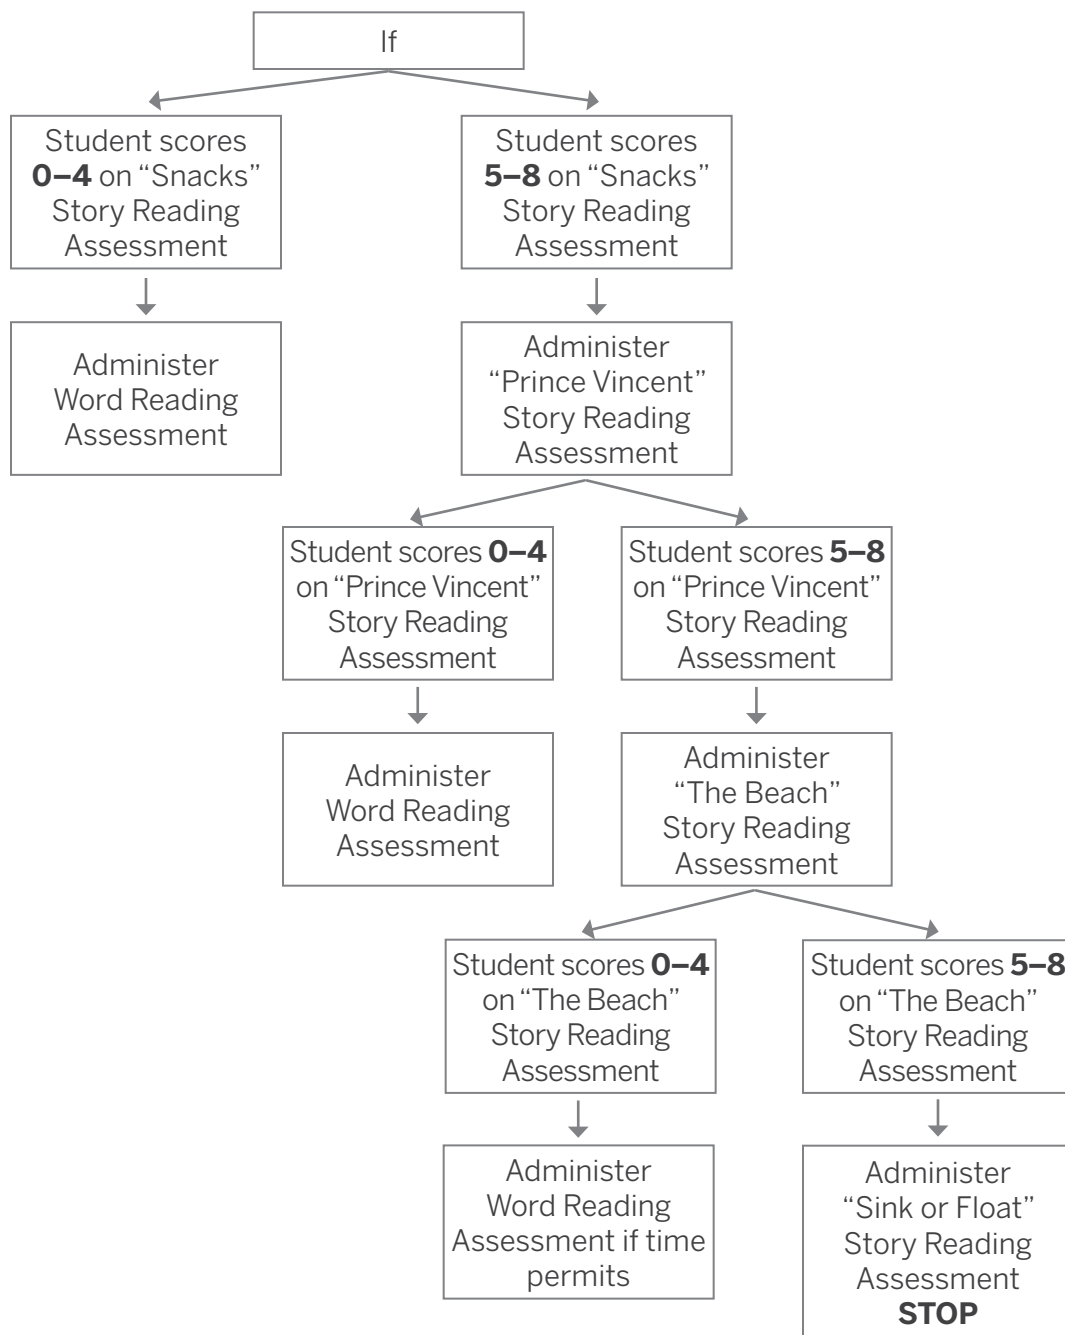 If
Student scores
0–4 on “Snacks”
Story Reading
Assessment
Student scores
5–8 on “Snacks”
Story Reading
Assessment
Administer
Word Reading
Assessment
Administer
“Prince Vincent”
Story Reading
Assessment
Student scores 0–4
on “Prince Vincent”
Story Reading
Assessment
Student scores 5–8
on “Prince Vincent”
Story Reading
Assessment
Administer
Word Reading
Assessment
Administer
“The Beach”
Story Reading
Assessment
Student scores 0–4
on “The Beach”
Story Reading
Assessment
Student scores 5–8
on “The Beach”
Story Reading
Assessment
Administer
Word Reading
Assessment if time
permits
Administer
“Sink or Float”
Story Reading
Assessment
STOP